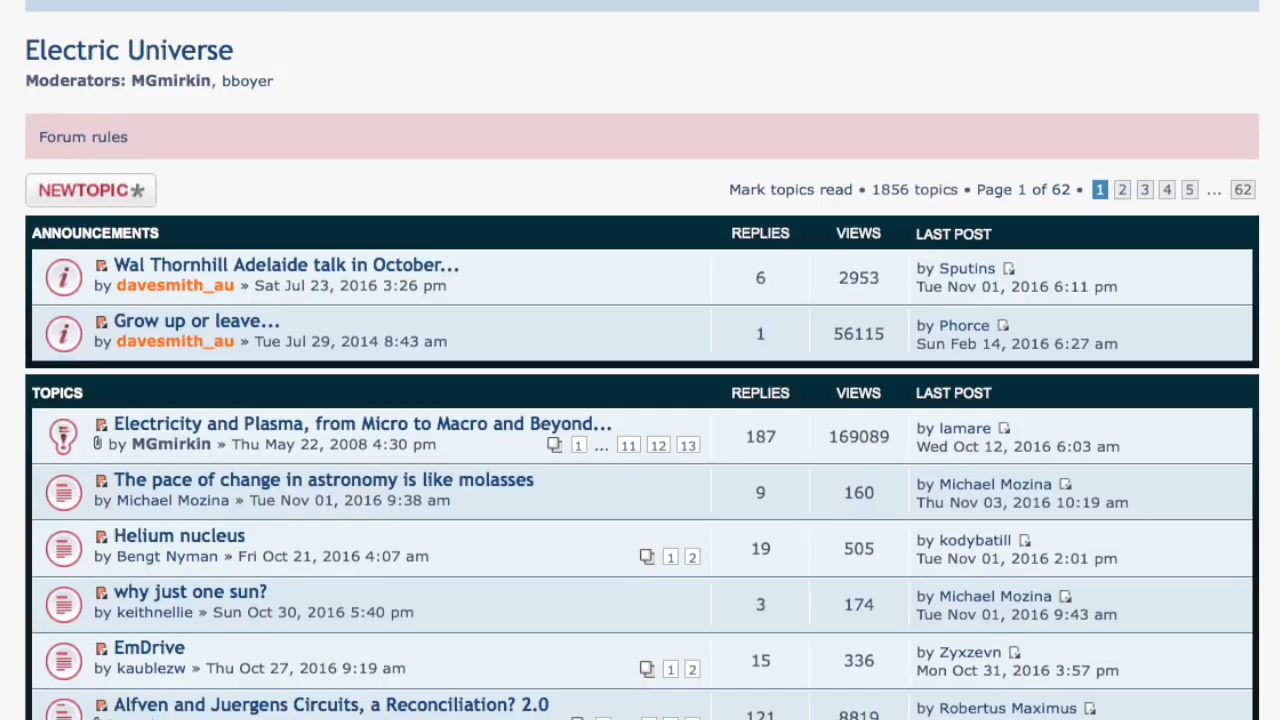 Electric Universe
Moderators: MGmirkin, bboyer
Forum rules
NEWTOPIC*
Mark topics read • 1856 topics • Page 1 of 62 • 1 2 3 4 5 ... 62
ANNOUNCEMENTS REPLIES VIEWS LAST POST
Wal Thornhill Adelaide talk in October...
by davesmith_au » Sat Jul 23, 2016 3:26 pm
6
2953
by Sputins
Tue Nov 01, 2016 6:11 pm
Grow up or leave...
by davesmith_au » Tue Jul 29, 2014 8:43 am
1
56115
by Phorce
Sun Feb 14, 2016 6:27 am
TOPICS REPLIES VIEWS LAST POST
Electricity and Plasma, from Micro to Macro and Beyond...
by MGmirkin » Thu May 22, 2008 4:30 pm
1 ... 11 12 13
187
169089
by lamare
Wed Oct 12, 2016 6:03 am
The pace of change in astronomy is like molasses
by Michael Mozina » Tue Nov 01, 2016 9:38 am
9
160
by Michael Mozina
Thu Nov 03, 2016 10:19 am
Helium nucleus
by Bengt Nyman » Fri Oct 21, 2016 4:07 am
1 2
19
505
by kodybatill
Tue Nov 01, 2016 2:01 pm
why just one sun?
by keithnellie » Sun Oct 30, 2016 5:40 pm
3
174
by Michael Mozina
Tue Nov 01, 2016 9:43 am
EmDrive
by kaublezw » Thu Oct 27, 2016 9:19 am
1 2
15
336
by Zyxzevn
Mon Oct 31, 2016 3:57 pm
Alfven and Juergens Circuits, a Reconciliation? 2.0
121
8819
by Robertus Maximus